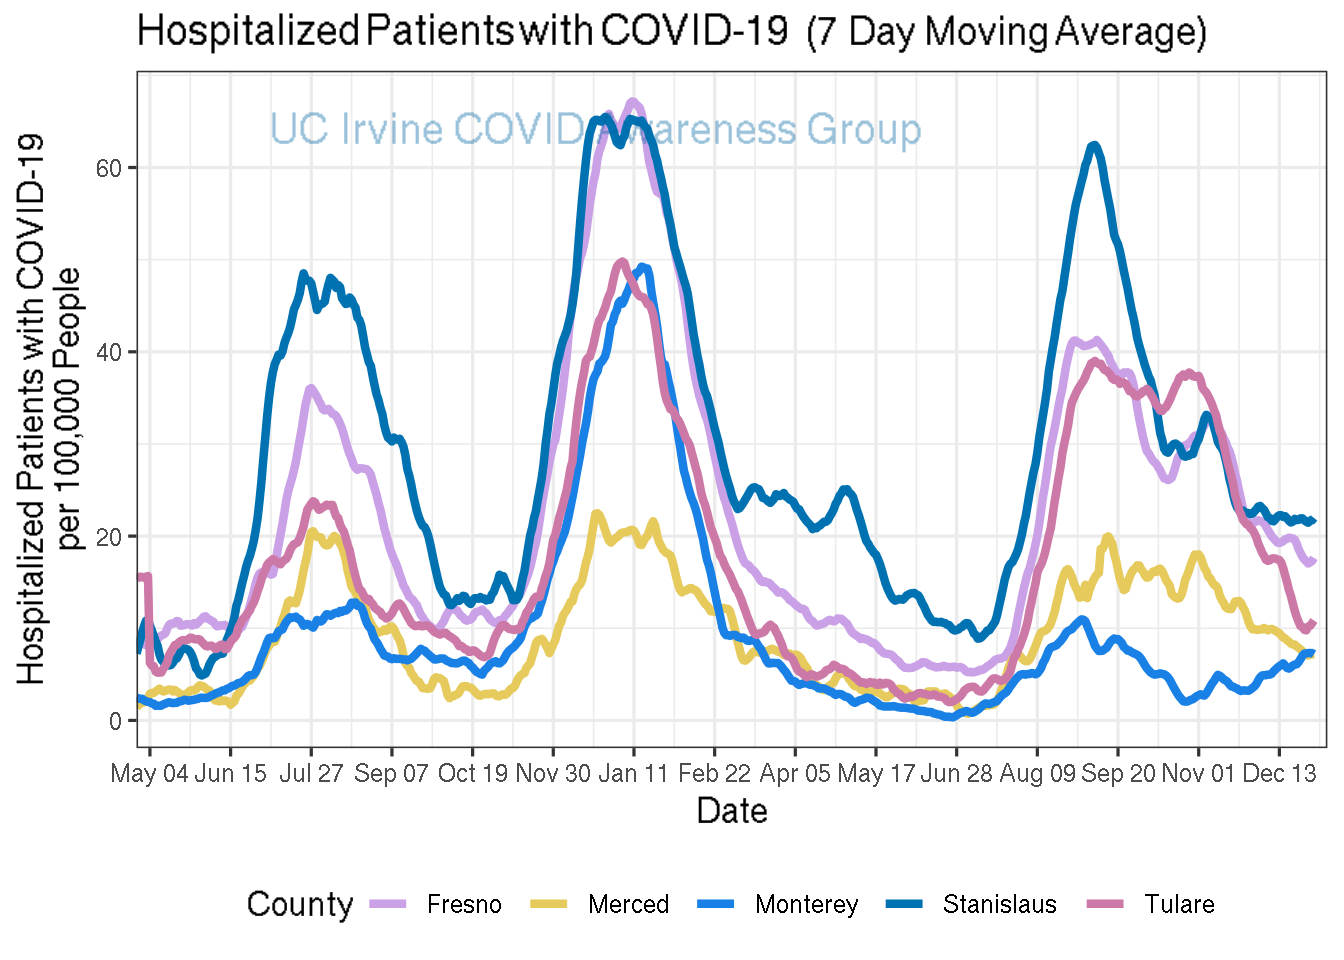 Hospitalized Patients with COVID-19 (7 Day Moving Average)
UC Irvine COVID Awareness Group
Hospitalized Patients with COVID-19
per 100,000 People
60
40
20
0
May 04 Jun 15 Jul 27 Sep 07 Oct 19 Nov 30 Jan 11 Feb 22 Apr 05 May 17 Jun 28 Aug 09 Sep 20 Nov 01 Dec 13
Date
County Fresno Merced Monterey Stanislaus Tulare